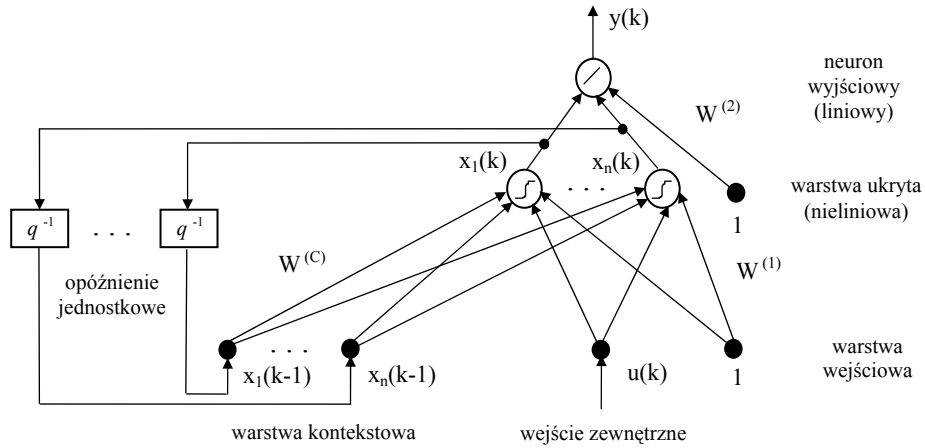 y(k)
neuron
wyjściowy
(liniowy)
W (2)
x1(k)
. . .
xn(k)
warstwa ukryta
(nieliniowa)
1
q -1
. . .
q -1
opóźnienie
jednostkowe
W (C)
W (1)
. . .
x1(k-1)
xn(k-1)
u(k)
1
warstwa
wejściowa
warstwa kontekstowa
wejście zewnętrzne